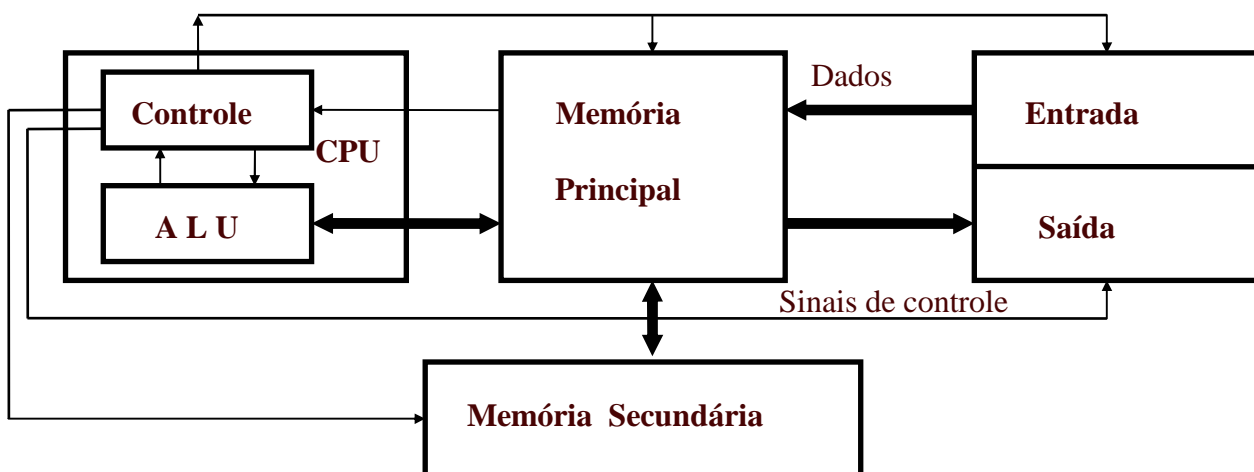 Controle
CPU
A L U
Memória
Principal
Dados
Entrada
Saída
Sinais de controle
Memória Secundária